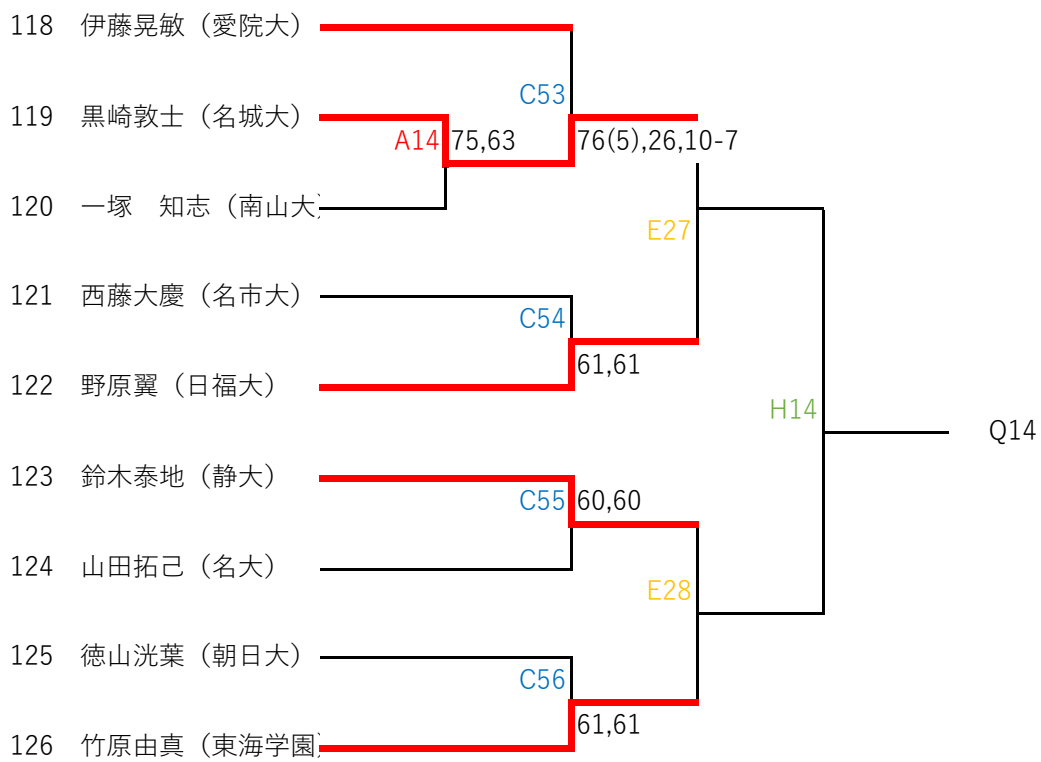 118 伊藤晃敏（愛院大）
C53
119 黒崎敦士（名城大）
A14 75,63 76(5),26,10-7
120 一塚　知志（南山大）
E27
121 西藤大慶（名市大）
C54
61,61
122 野原翼（日福大）
H14
Q14
123 鈴木泰地（静大）
C55 60,60
124 山田拓己（名大）
E28
125 徳山洸葉（朝日大）
C56
61,61
126 竹原由真（東海学園）